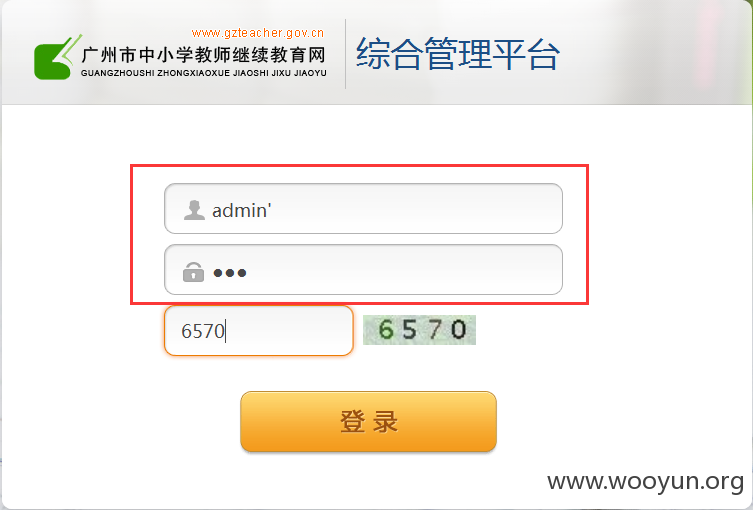 www.gzteacher.gov.cn
广州市中小学教师继续教育网
GUANGZHOUSHI ZHONGXIAOXUE JIAOSHI JIXU JIAOYU
综合管理平台
admin'
●●●
6570
6570
登 录
www.wooyun.org